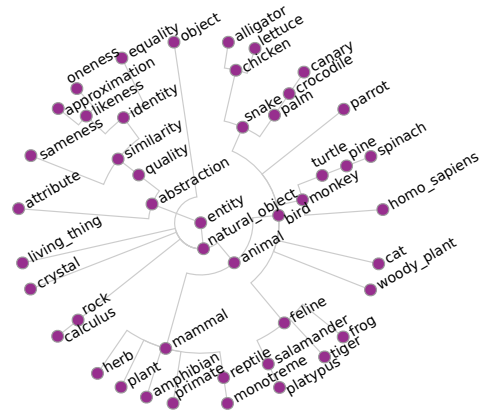 object
equality
alligator
lettuce
chicken
oneness
canary
approximation
crocodile
likeness
identity
snake
palm
parrot
sameness
similarity
turtle
pine
spinach
quality
attribute
abstraction
monkey
homo_sapiens
entity
bird
natural_object
animal
living_thing
cat
crystal
woody_plant
rock
calculus
mammal
feline
frog
herb
plant
amphibian
primate
reptile
salamander
tiger
monotreme
platypus